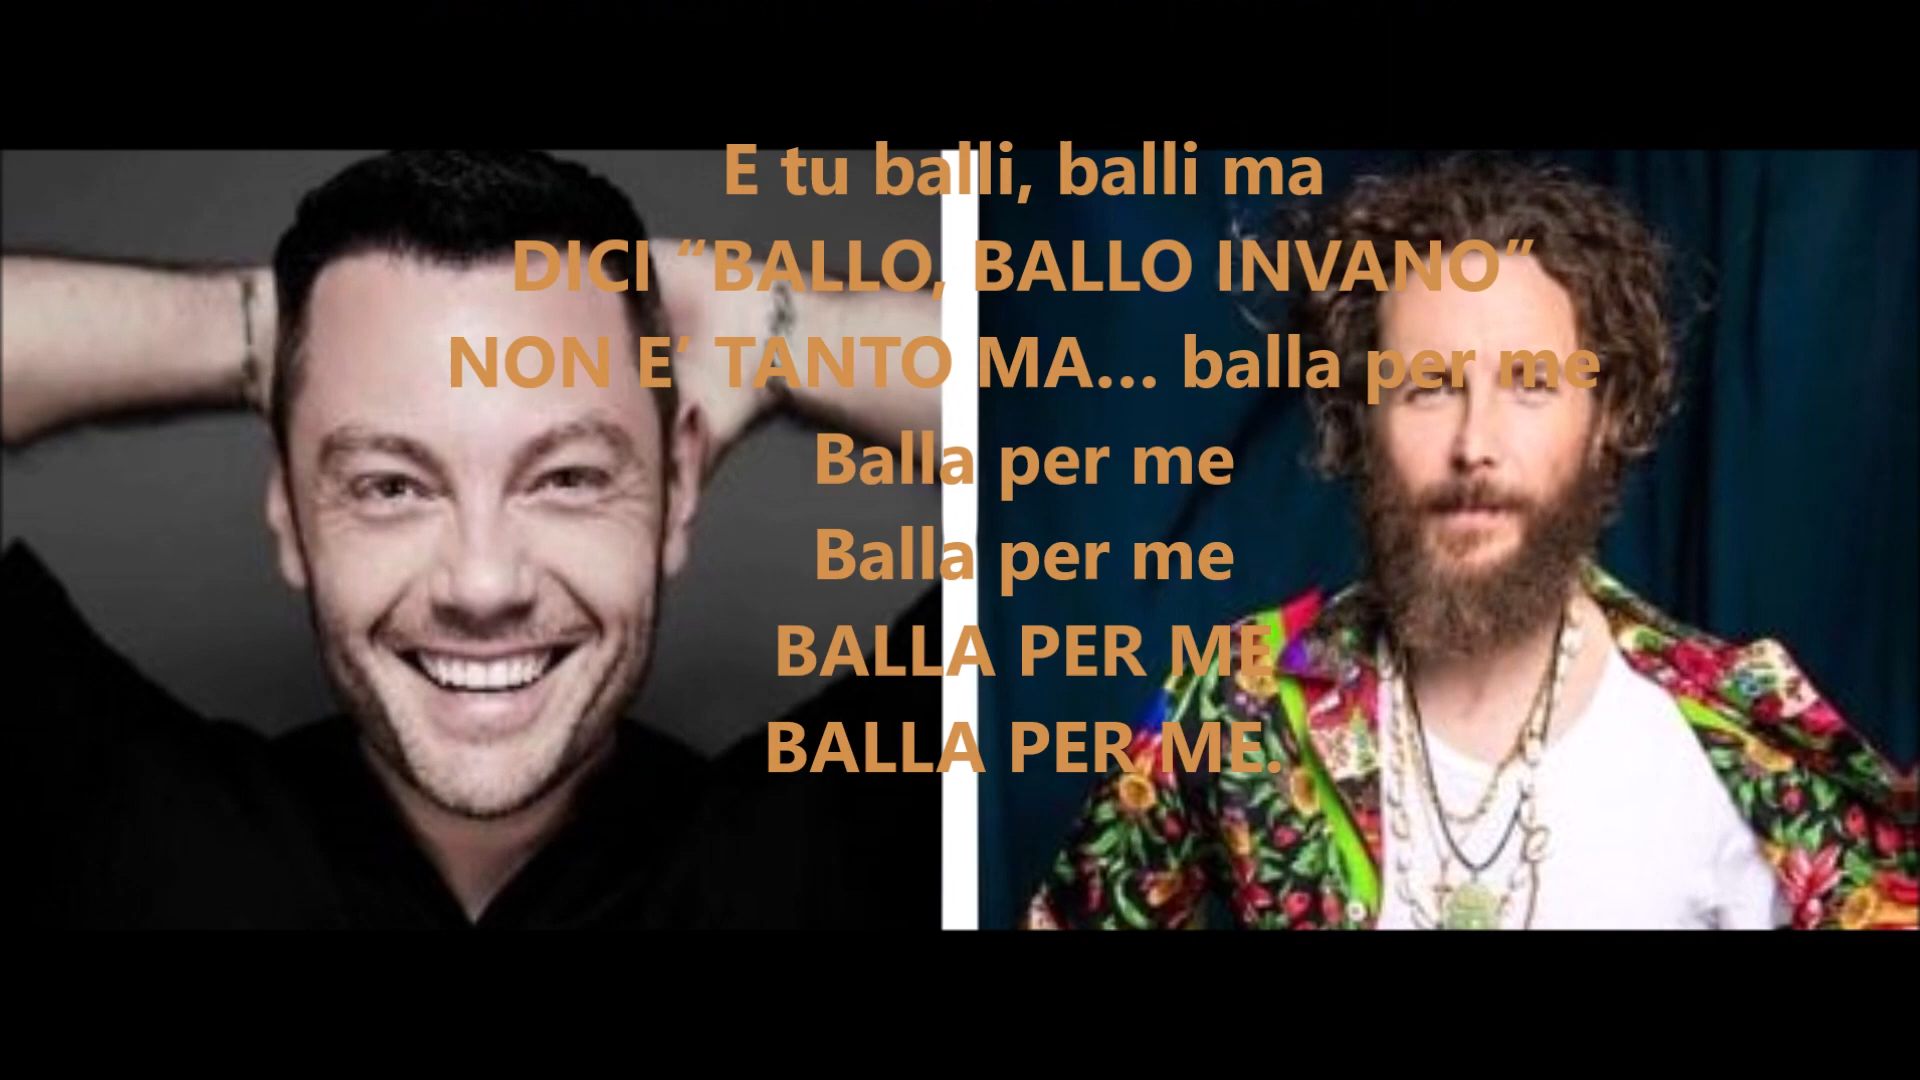 E tu balli, balli ma
DICI “BALLO, BALLO INVANO”
NON E’ TANTO MA… balla per me
Balla per me
Balla per me
BALLA PER ME
BALLA PER ME.